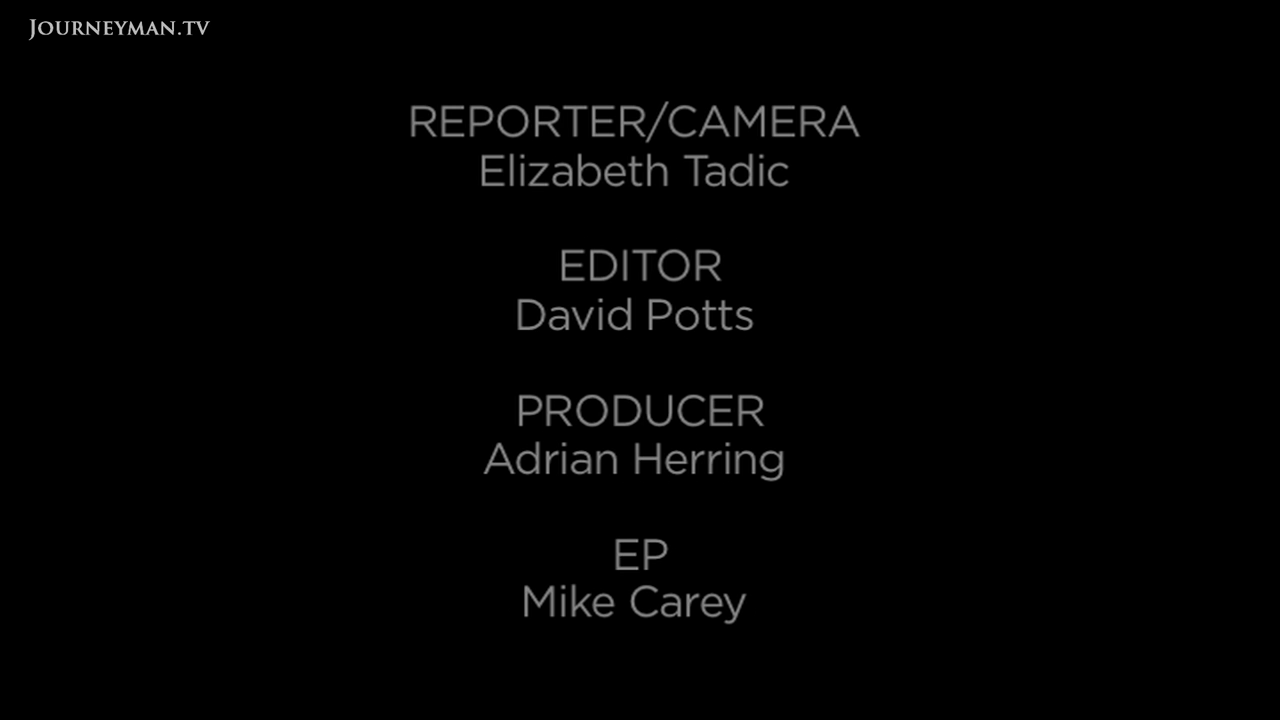 JOURNEYMAN.TV
REPORTER/CAMERA
Elizabeth Tadic
EDITOR
David Potts
PRODUCER
Adrian Herring
EP
Mike Carey